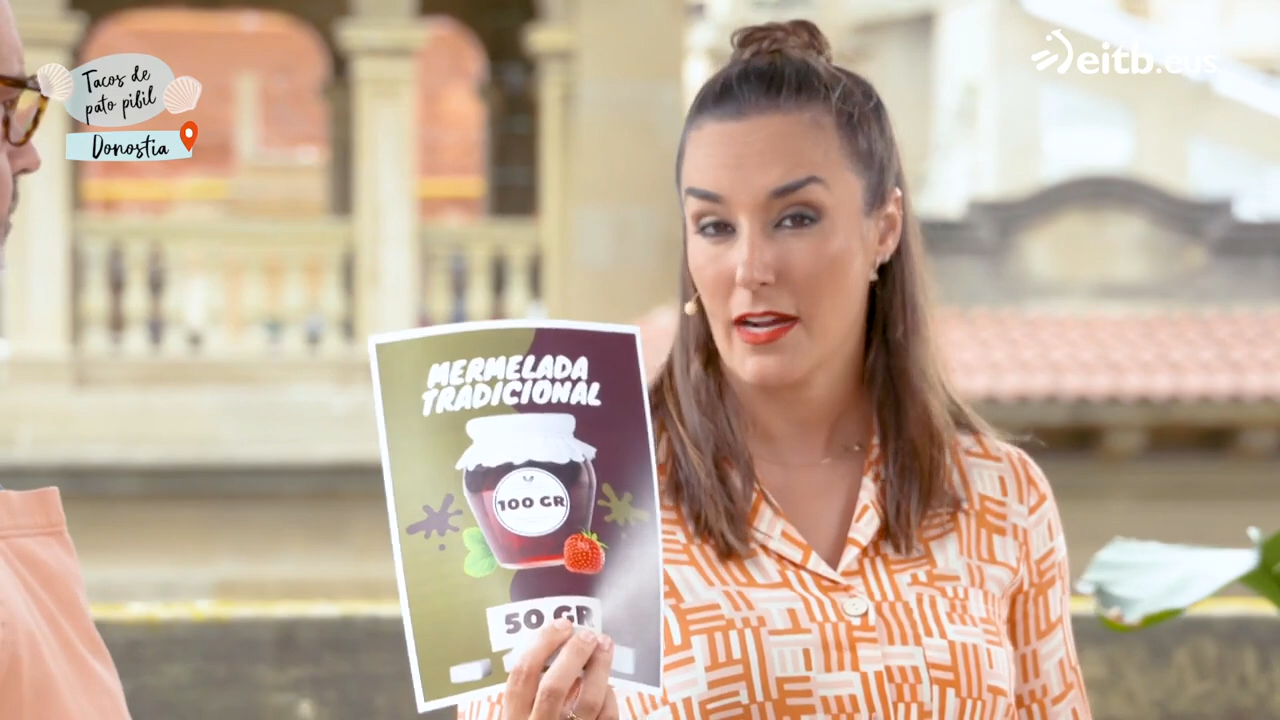 Tacos de
pato pibil
Donostia
eitb.eus
MERMELADA
TRADICIONAL
100 GR
50 GR